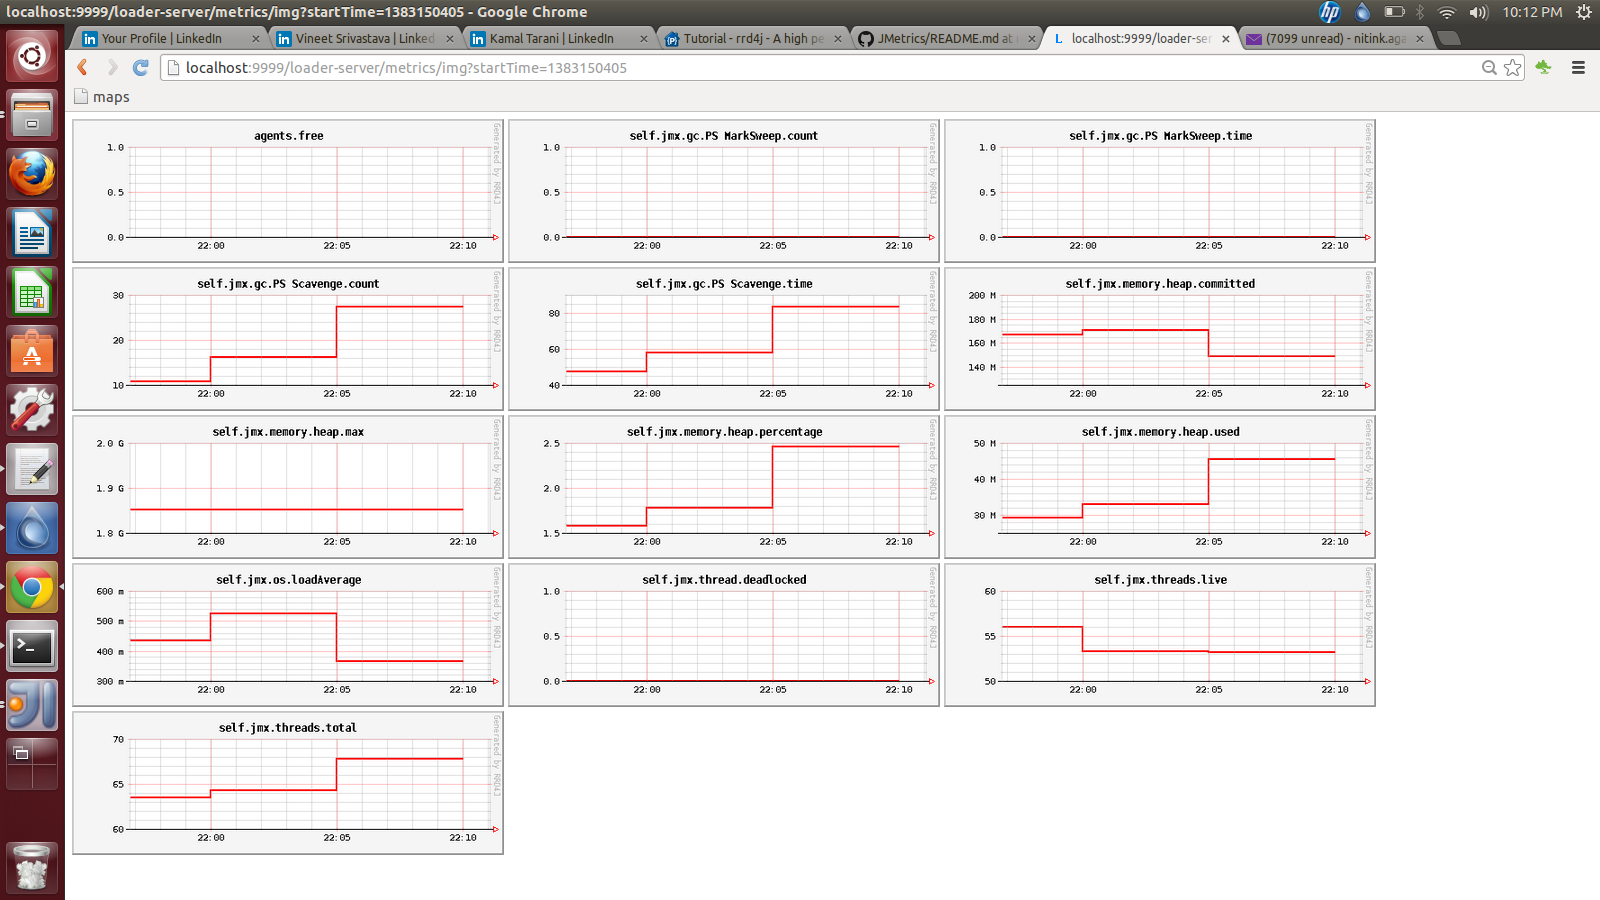 localhost:9999/loader-server/metrics/img?startTime=1383150405 - Google Chrome
10:12 PM
Your Profile | LinkedIn
Vineet Srivastava | Linked
Kamal Tarani | LinkedIn
Tutorial - rrd4j - A high pe
JMetrics/README.md at
localhost:9999/loader-ser
(7099 unread) - nitink.aga
localhost:9999/loader-server/metrics/img?startTime=1383150405
maps
agents.free
1.0
0.5
0.0
22:00 22:05 22:10
Generated by RRD4J
self.jmx.gc.PS MarkSweep.count
1.0
0.5
0.0
22:00 22:05 22:10
Generated by RRD4J
self.jmx.gc.PS MarkSweep.time
1.0
0.5
0.0
22:00 22:05 22:10
Generated by RRD4J
self.jmx.gc.PS Scavenge.count
30
20
10
22:00 22:05 22:10
Generated by RRD4J
self.jmx.gc.PS Scavenge.time
80
60
40
22:00 22:05 22:10
Generated by RRD4J
self.jmx.memory.heap.committed
200 M
180 M
160 M
140 M
22:00 22:05 22:10
Generated by RRD4J
self.jmx.memory.heap.max
2.0 G
1.9 G
1.8 G
22:00 22:05 22:10
Generated by RRD4J
self.jmx.memory.heap.percentage
2.5
2.0
1.5
22:00 22:05 22:10
Generated by RRD4J
self.jmx.memory.heap.used
50 M
40 M
30 M
22:00 22:05 22:10
Generated by RRD4J
self.jmx.os.loadAverage
600 m
500 m
400 m
300 m
22:00 22:05 22:10
Generated by RRD4J
self.jmx.thread.deadlocked
1.0
0.5
0.0
22:00 22:05 22:10
Generated by RRD4J
self.jmx.threads.live
60
55
50
22:00 22:05 22:10
Generated by RRD4J
self.jmx.threads.total
70
65
60
22:00 22:05 22:10
Generated by RRD4J